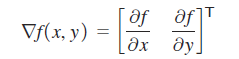 ∇f(x, y) = [∂f/∂x ∂f/∂y]ᵀ